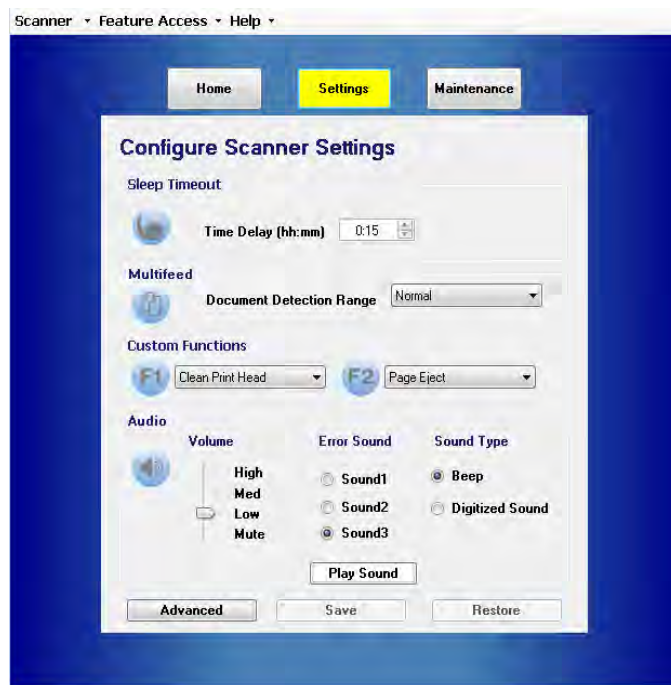 Scanner Feature Access Help
Home Settings Maintenance
Configure Scanner Settings
Sleep Timeout
Time Delay (hh:mm) 0:15
Multifeed
Document Detection Range Normal
Custom Functions
F1 Clean Print Head F2 Page Eject
Audio
Volume Error Sound Sound Type
High
Med
Low
Mute
Sound1
Sound2
Sound3
Beep
Digitized Sound
Play Sound
Advanced Save Restore